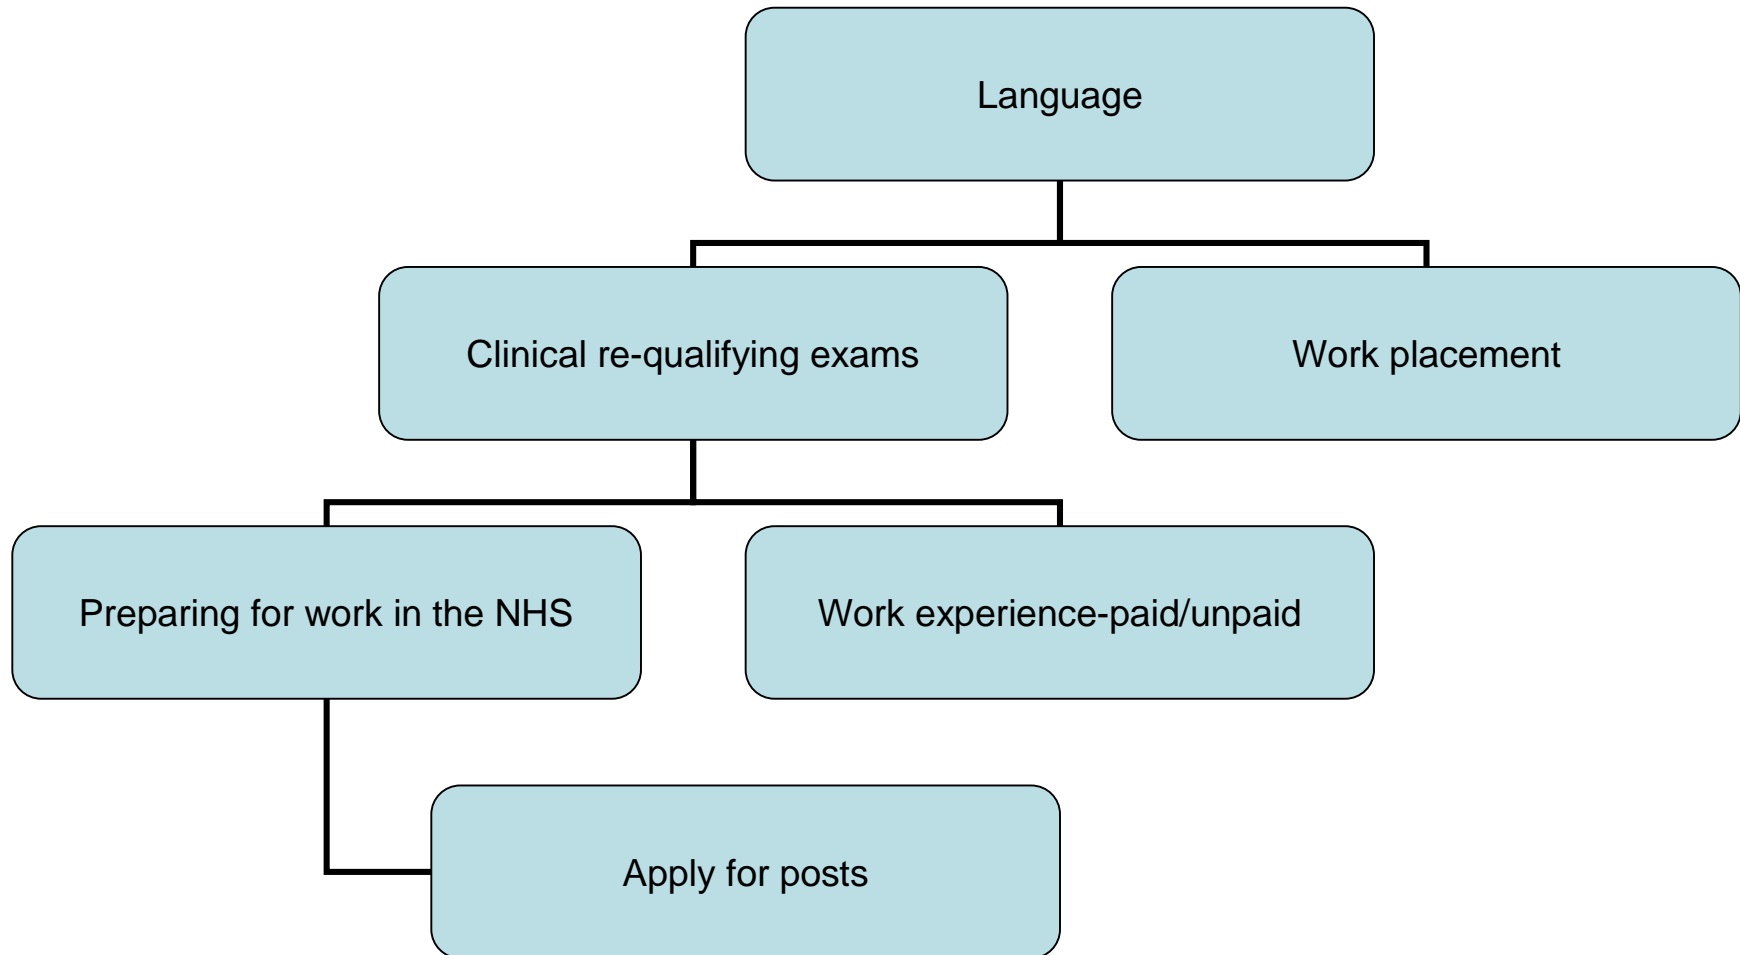 Language
Clinical re-qualifying exams
Work placement
Preparing for work in the NHS
Work experience-paid/unpaid
Apply for posts